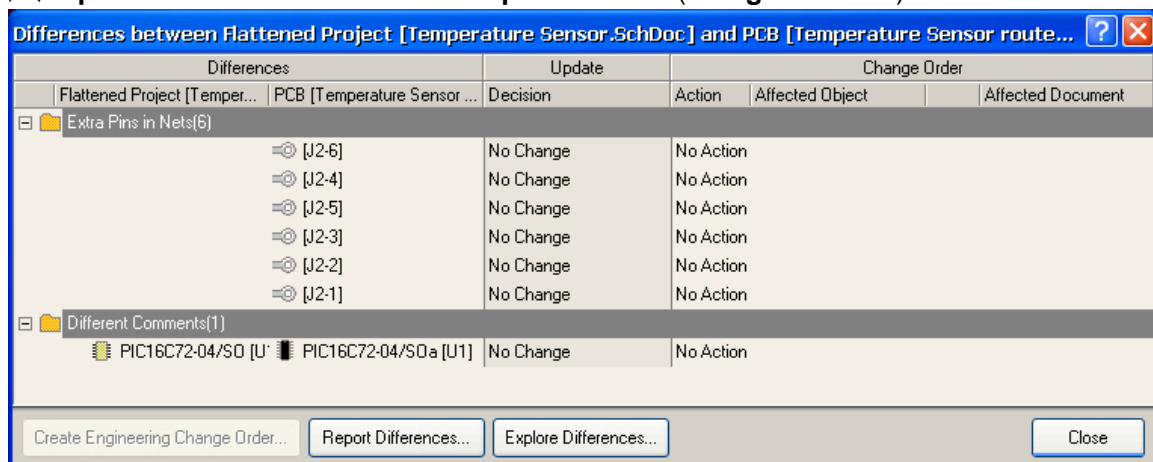 Differences between Flattened Project [Temperature Sensor.SchDoc] and PCB [Temperature Sensor route...
Differences Update Change Order
Flattened Project [Temper... PCB [Temperature Sensor ... Decision Action Affected Object Affected Document
Extra Pins in Nets(6)
[J2-6] No Change No Action
[J2-4] No Change No Action
[J2-5] No Change No Action
[J2-3] No Change No Action
[J2-2] No Change No Action
[J2-1] No Change No Action
Different Comments(1)
PIC16C72-04/SO [U1 PIC16C72-04/SOa [U1] No Change No Action
Create Engineering Change Order... Report Differences... Explore Differences... Close